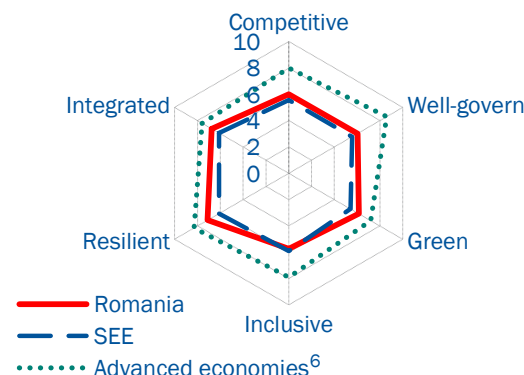 Competitive
10
8
6
4
2
0
Integrated
Well-govern
Resilient
Green
Inclusive
Romania
SEE
Advanced economies⁶